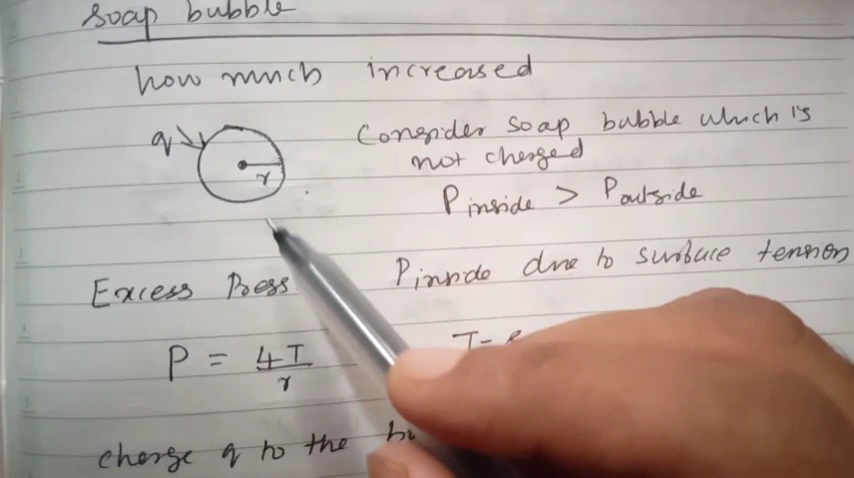 soap bubble
how much increased
q
r
Consider soap bubble which is
not charged
P inside > P outside
Excess Press
P inside due to surface tension
P = 4T/r
T-
charge q to the